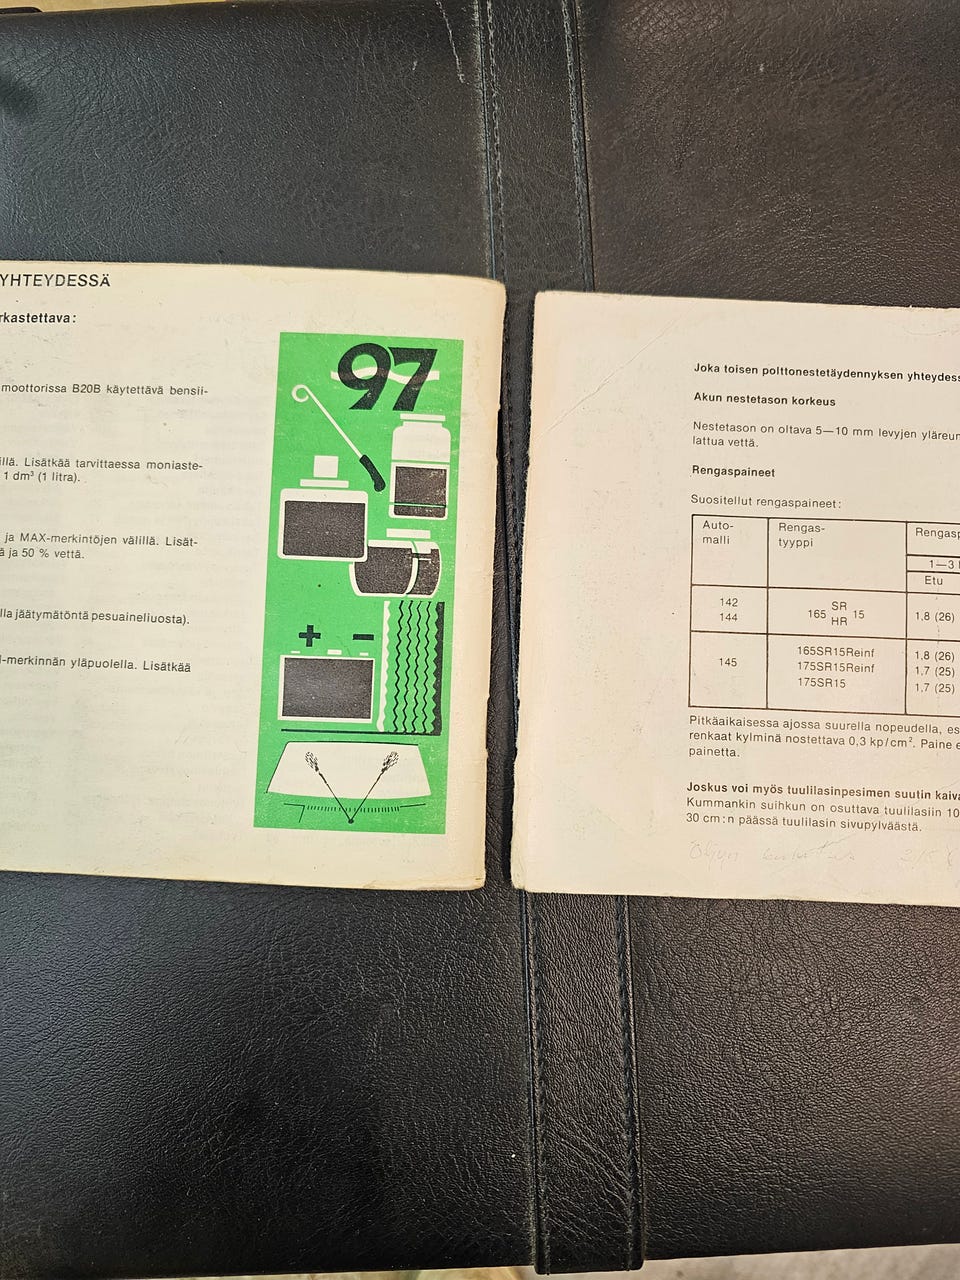 YHTEYDESSÄ
rkastettava:
moottorissa B20B käytettävä bensii-
illä. Lisätkää tarvittaessa moniaste-
1 dm³ (1 litra).
ja MAX-merkintöjen välillä. Lisät-
ä ja 50 % vettä.
lla jäätymätöntä pesuaineliuosta).
-merkinnän yläpuolella. Lisätkää
97
+ −
Joka toisen polttonestetäydennyksen yhteydess
Akun nestetason korkeus
Nestetason on oltava 5—10 mm levyjen yläreun
lattua vettä.
Rengaspaineet
Suositellut rengaspaineet:
Auto-
malli
Rengas-
tyyppi
Rengasp
1—3
Etu
142
144
165 SR HR 15
1,8 (26)
145
165SR15Reinf
175SR15Reinf
175SR15
1,8 (26)
1,7 (25)
1,7 (25)
Pitkäaikaisessa ajossa suurella nopeudella, es
renkaat kylminä nostettava 0,3 kp/cm². Paine e
painetta.
Joskus voi myös tuulilasinpesimen suutin kaiva
Kummankin suihkun on osuttava tuulilasiin 10
30 cm:n päässä tuulilasin sivupylväästä.
Öljyn